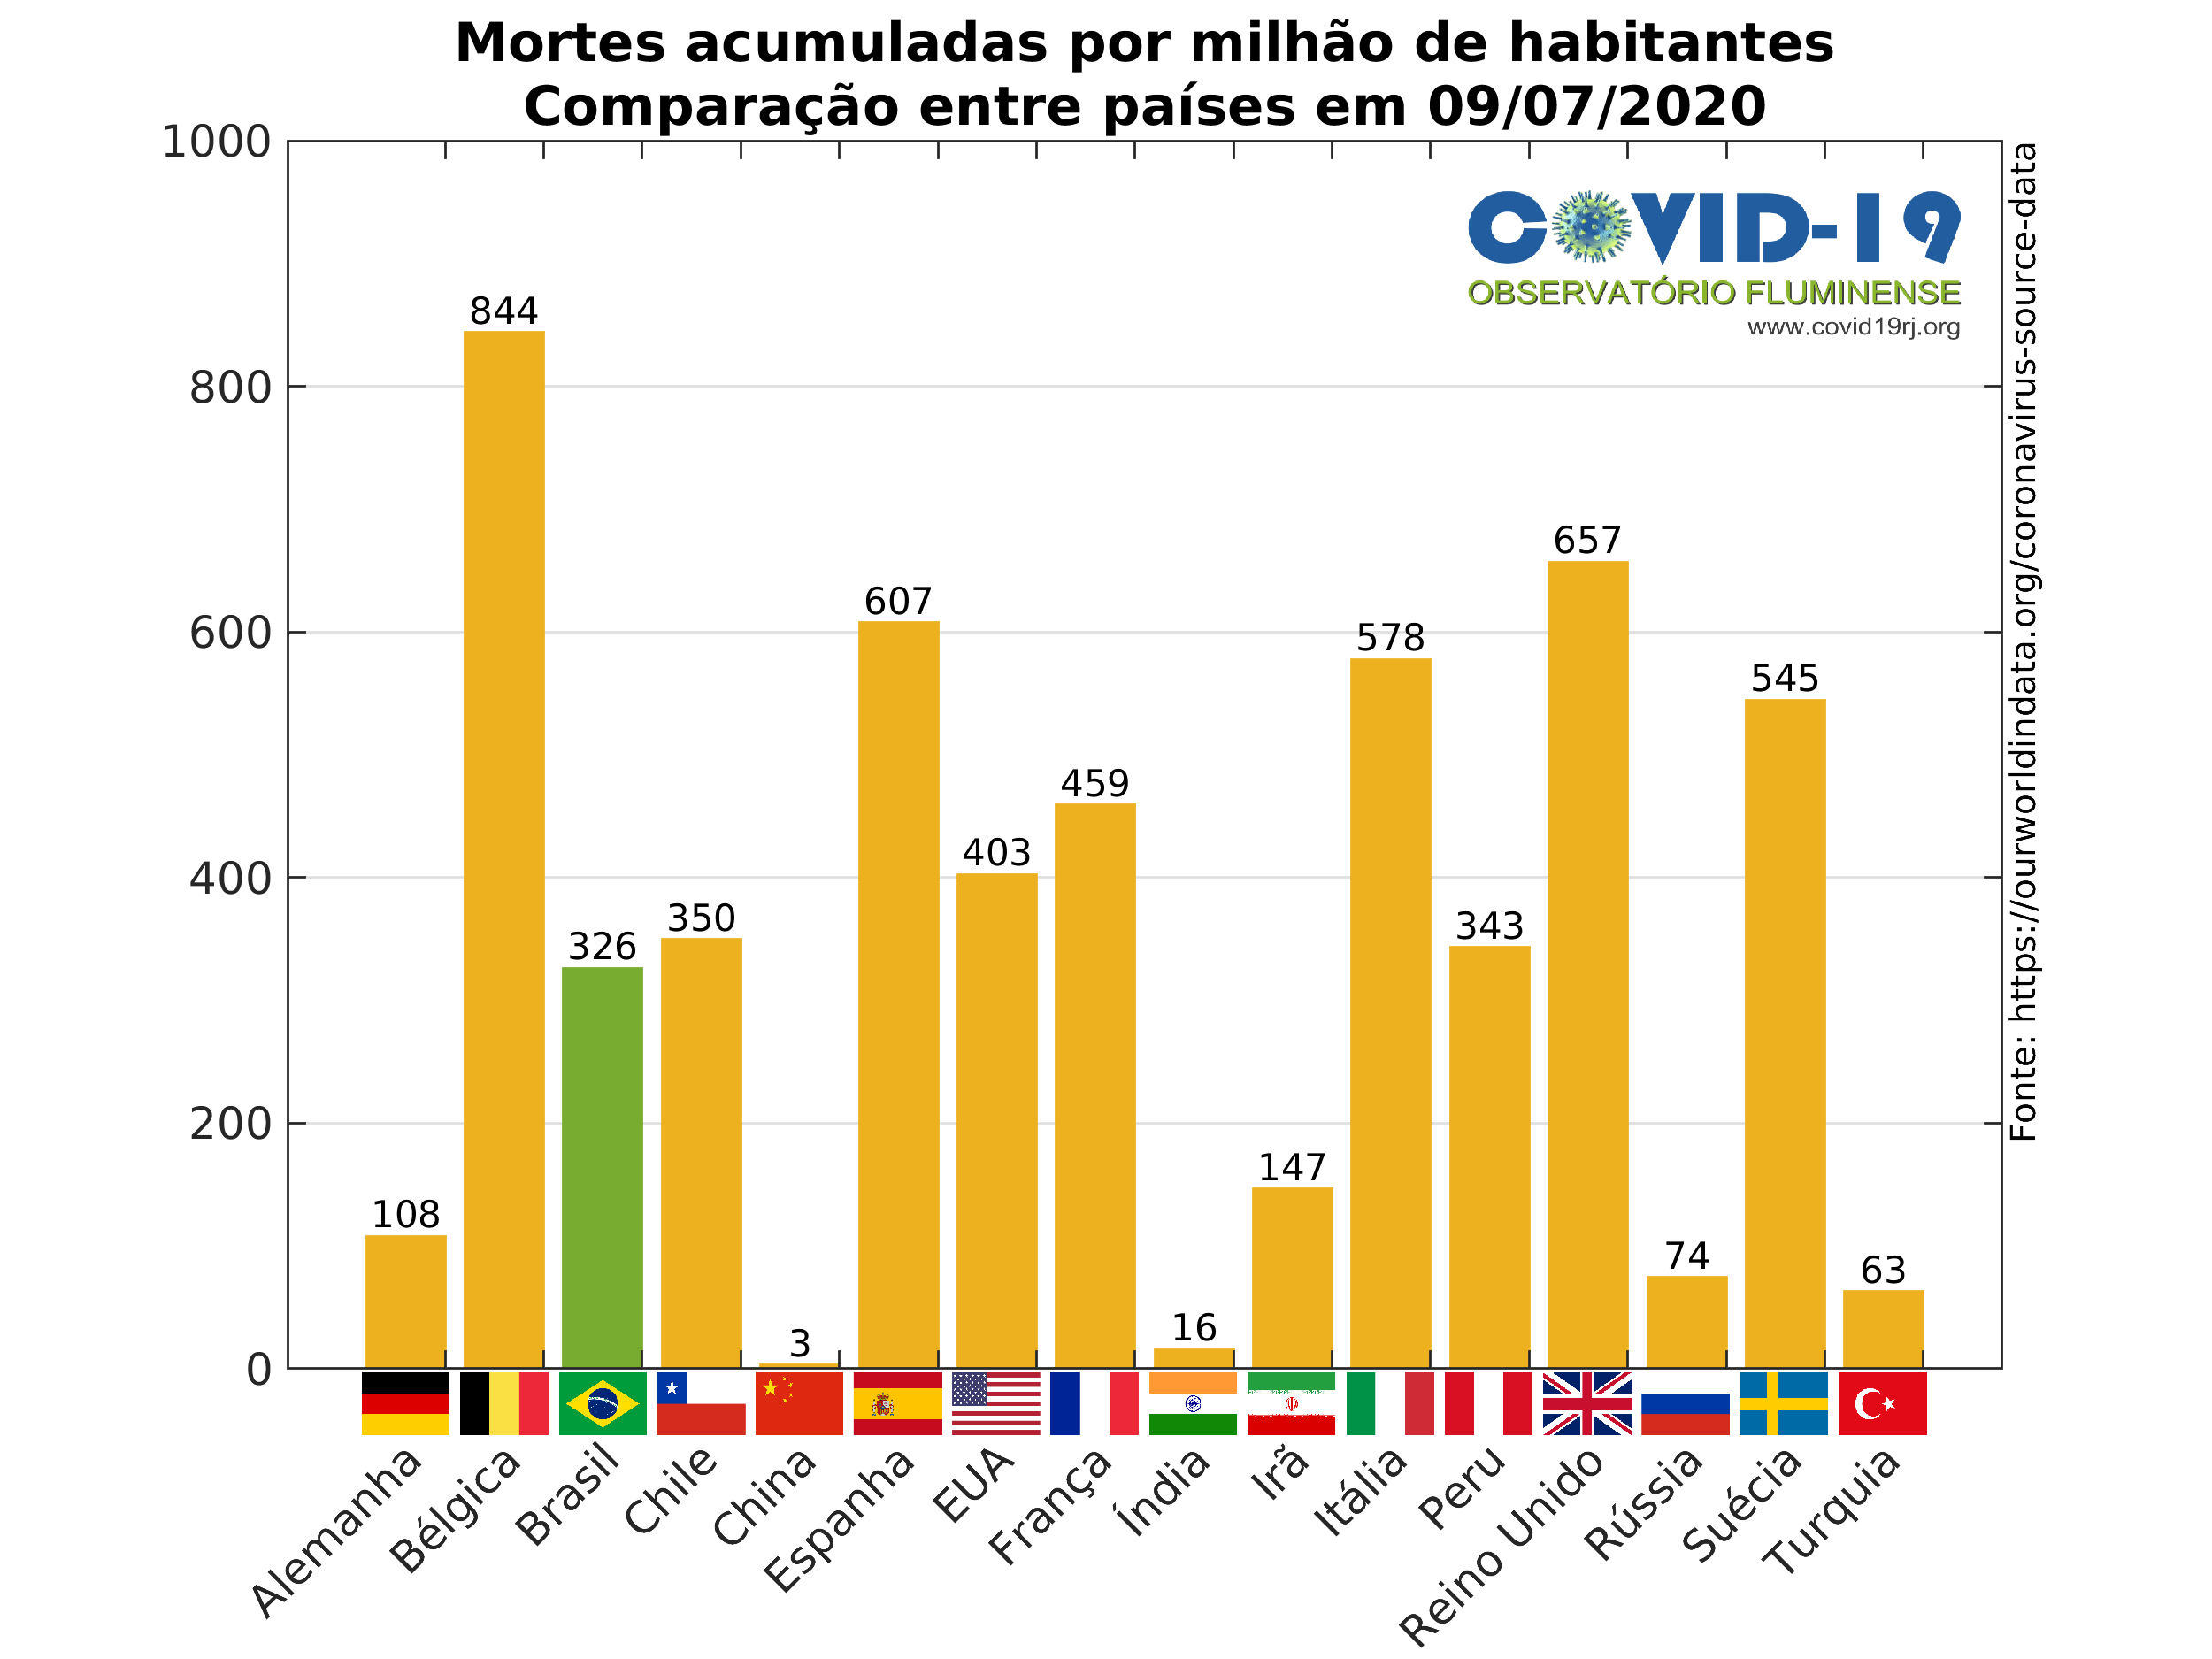 Mortes acumuladas por milhão de habitantes
Comparação entre países em 09/07/2020
1000
800
600
400
200
0
COVID-19
OBSERVATÓRIO FLUMINENSE
www.covid19rj.org
Fonte: https://ourworldindata.org/coronavirus-source-data
108
844
326
350
3
607
403
459
16
147
578
343
657
74
545
63
Alemanha
Bélgica
Brasil
Chile
China
Espanha
EUA
França
Índia
Irã
Itália
Peru
Reino Unido
Rússia
Suécia
Turquia